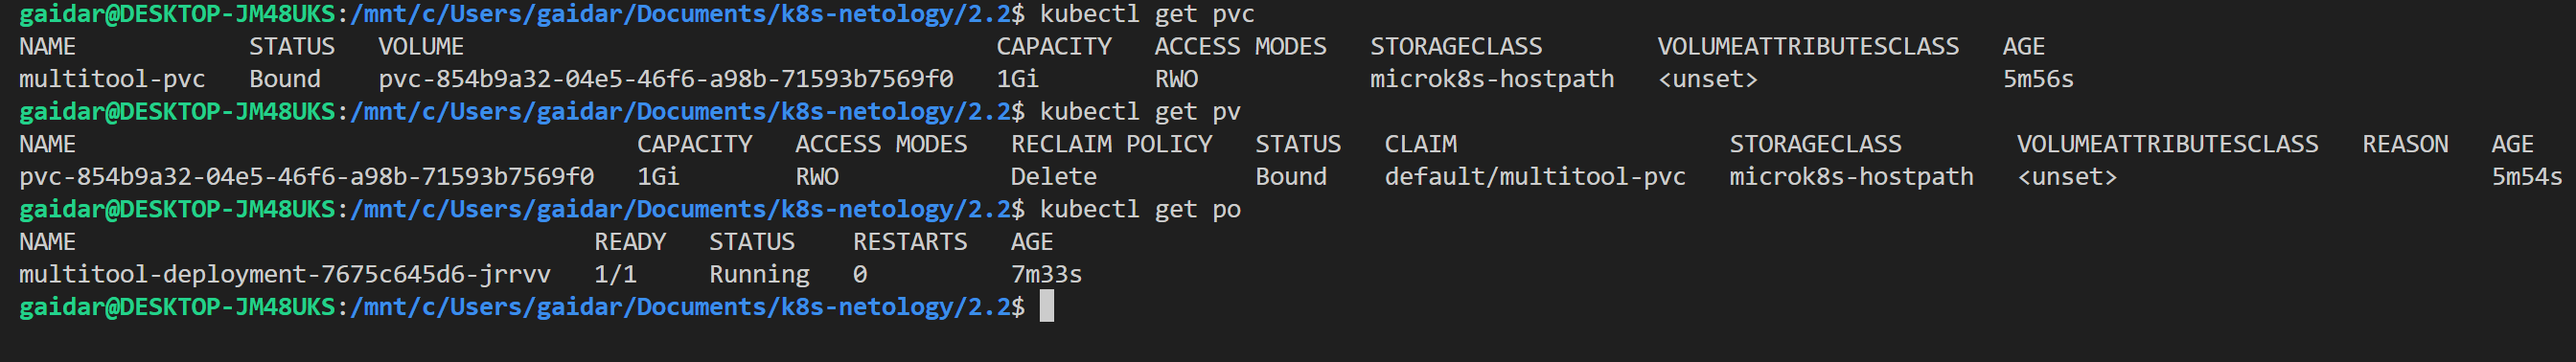 gaidar@DESKTOP-JM48UKS:/mnt/c/Users/gaidar/Documents/k8s-netology/2.2$ kubectl get pvc
NAME STATUS VOLUME CAPACITY ACCESS MODES STORAGECLASS VOLUMEATTRIBUTESCLASS AGE
multitool-pvc Bound pvc-854b9a32-04e5-46f6-a98b-71593b7569f0 1Gi RWO microk8s-hostpath <unset> 5m56s
gaidar@DESKTOP-JM48UKS:/mnt/c/Users/gaidar/Documents/k8s-netology/2.2$ kubectl get pv
NAME CAPACITY ACCESS MODES RECLAIM POLICY STATUS CLAIM STORAGECLASS VOLUMEATTRIBUTESCLASS REASON AGE
pvc-854b9a32-04e5-46f6-a98b-71593b7569f0 1Gi RWO Delete Bound default/multitool-pvc microk8s-hostpath <unset> 5m54s
gaidar@DESKTOP-JM48UKS:/mnt/c/Users/gaidar/Documents/k8s-netology/2.2$ kubectl get po
NAME READY STATUS RESTARTS AGE
multitool-deployment-7675c645d6-jrrvv 1/1 Running 0 7m33s
gaidar@DESKTOP-JM48UKS:/mnt/c/Users/gaidar/Documents/k8s-netology/2.2$